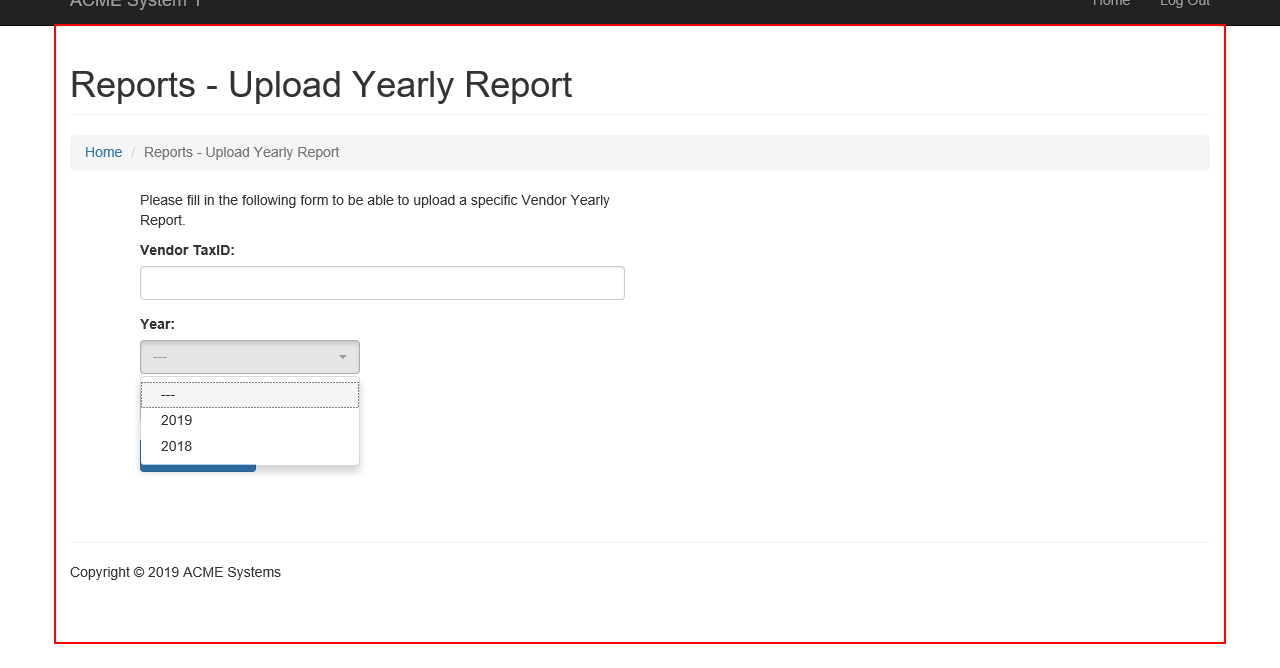 ACME System 1
Home
Log Out
Reports - Upload Yearly Report
Home / Reports - Upload Yearly Report
Please fill in the following form to be able to upload a specific Vendor Yearly
Report.
Vendor TaxID:
Year:
---
---
2019
2018
Copyright © 2019 ACME Systems